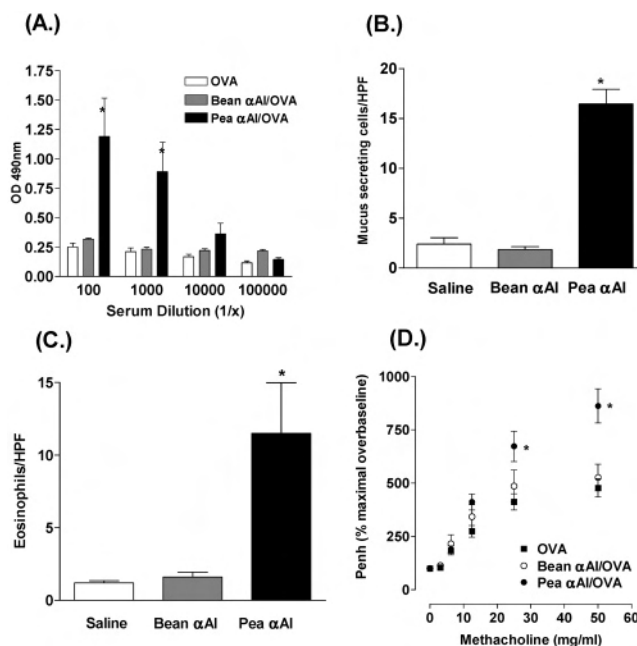 (A.)
1.75
1.50
1.25
1.00
0.75
0.50
0.25
0.00
OD 490nm
OVA
Bean αAI/OVA
Pea αAI/OVA
*
*
100 1000 10000 100000
Serum Dilution (1/x)
(B.)
20
15
10
5
0
Mucus secreting cells/HPF
*
Saline Bean αAI Pea αAI
(C.)
15
10
5
0
Eosinophils/HPF
*
Saline Bean αAI Pea αAI
(D.)
1000
750
500
250
0
Penh (% maximal overbaseline)
*
*
OVA
Bean αAI/OVA
Pea αAI/OVA
0 10 20 30 40 50 60
Methacholine (mg/ml)